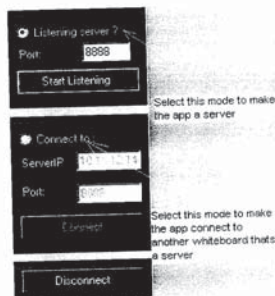 Listening server ?
Port: 8888
Start Listening
Select this mode to make
the app a server
Connect to:
ServerIP
Port: 8888
Connect
Select this mode to make
the app connect to
another whiteboard thats
a server
Disconnect